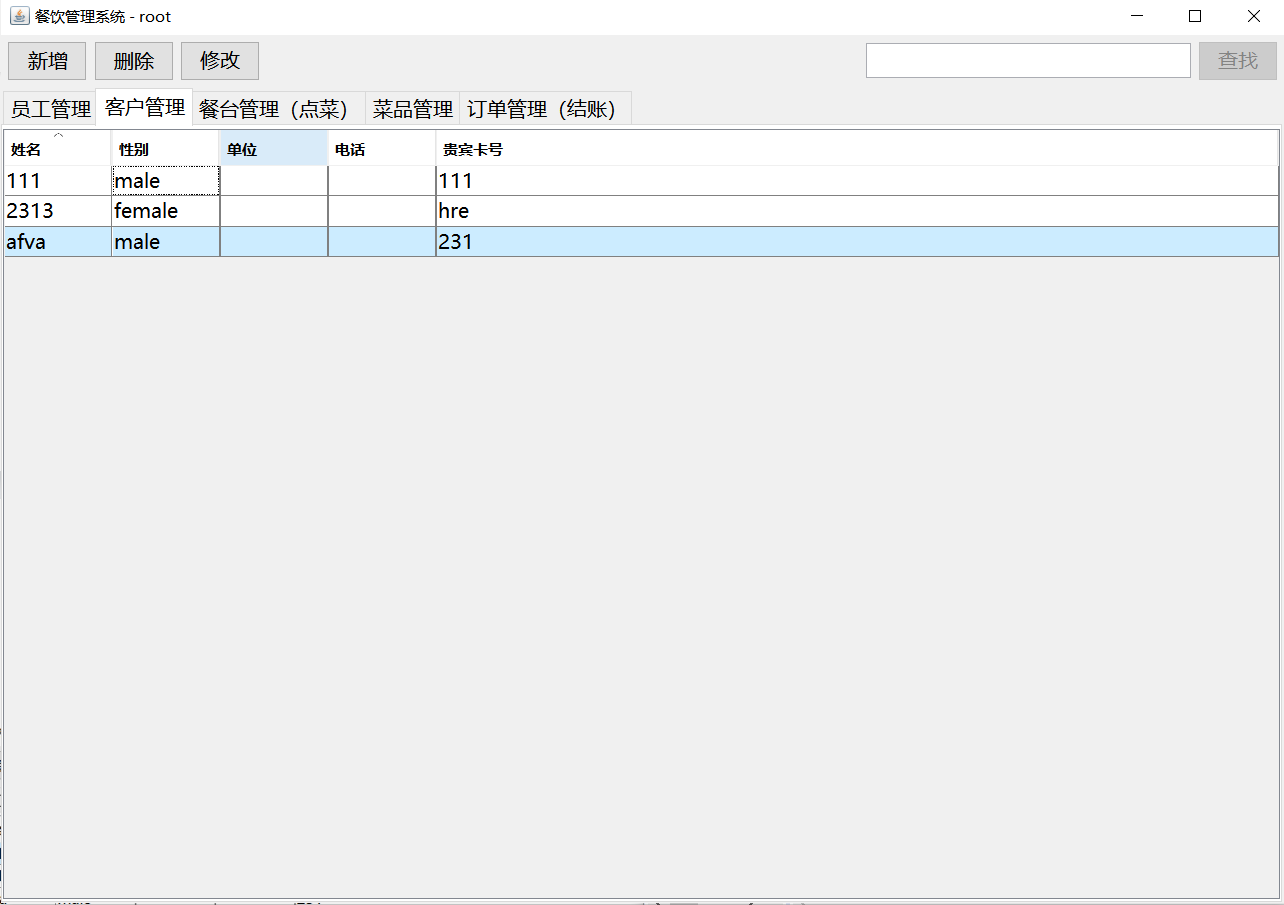 餐饮管理系统 - root
新增 删除 修改 查找
员工管理 客户管理 餐台管理（点菜） 菜品管理 订单管理（结账）
姓名 性别 单位 电话 贵宾卡号
111 male 111
2313 female hre
afva male 231